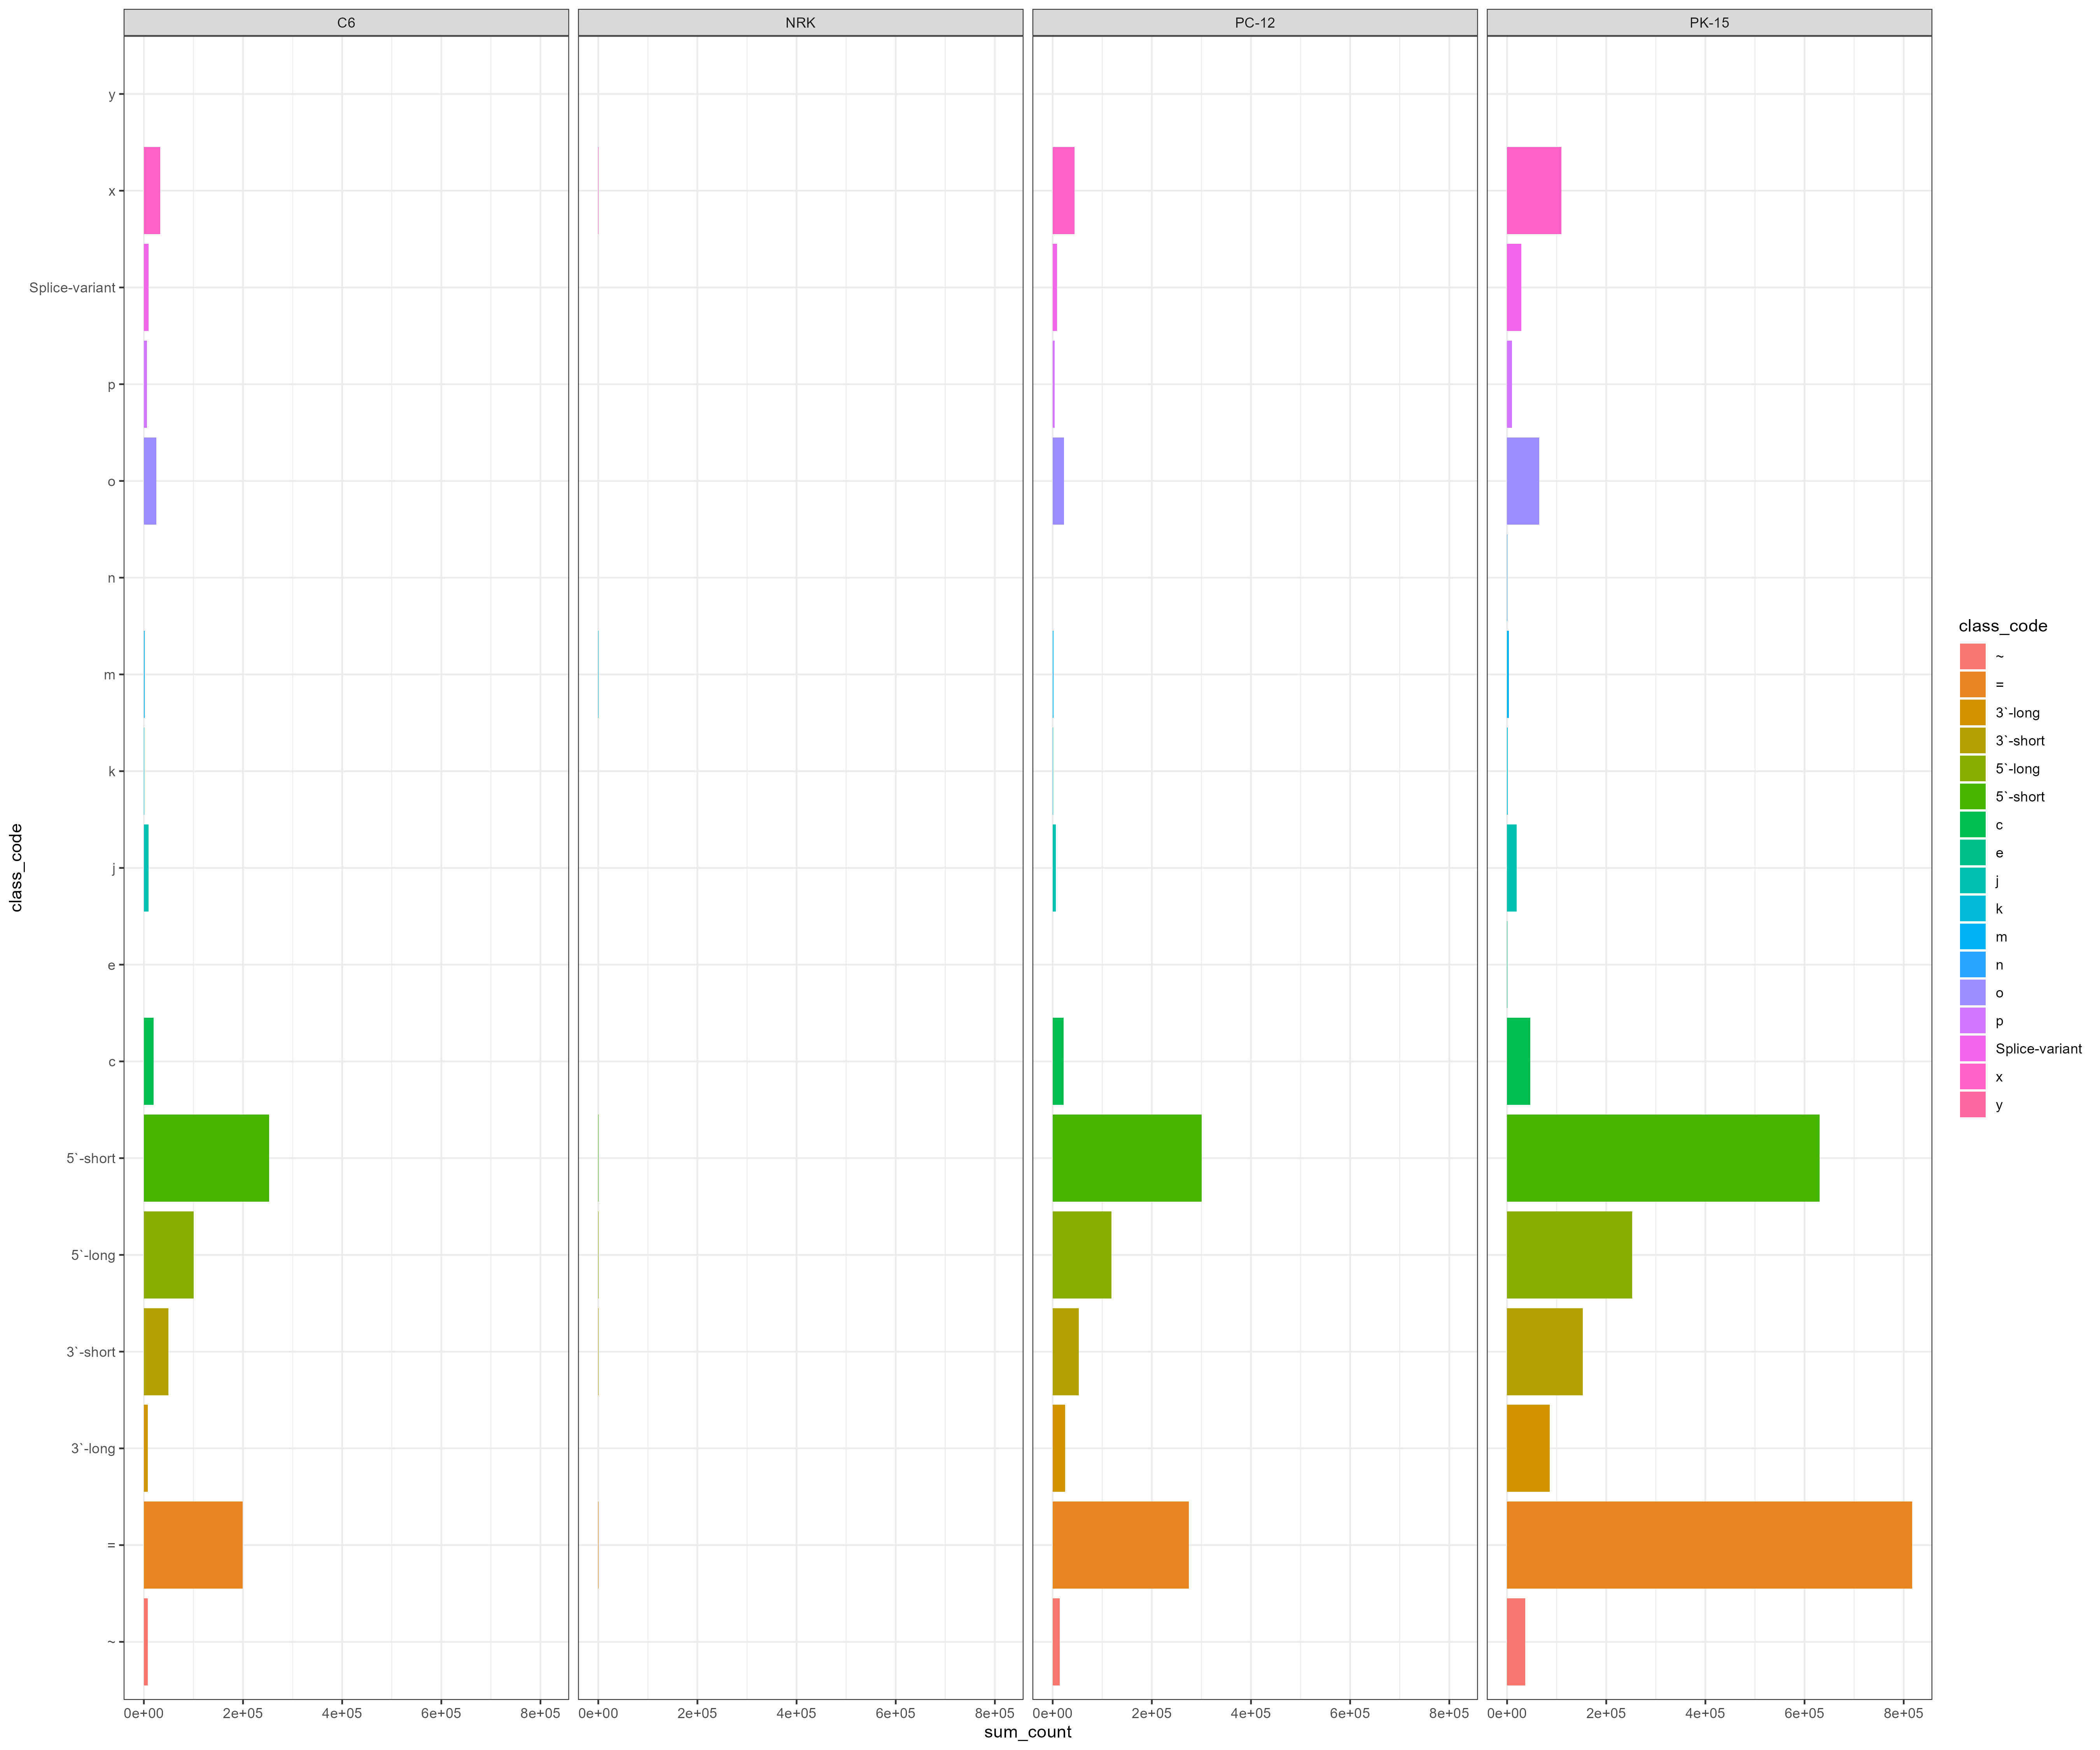 C6 NRK PC-12 PK-15
class_code
y
x
Splice-variant
p
o
n
m
k
j
e
c
5`-short
5`-long
3`-short
3`-long
=
~
0e+00 2e+05 4e+05 6e+05 8e+05 0e+00 2e+05 4e+05 6e+05 8e+05 0e+00 2e+05 4e+05 6e+05 8e+05 0e+00 2e+05 4e+05 6e+05 8e+05
sum_count
class_code
~
=
3`-long
3`-short
5`-long
5`-short
c
e
j
k
m
n
o
p
Splice-variant
x
y